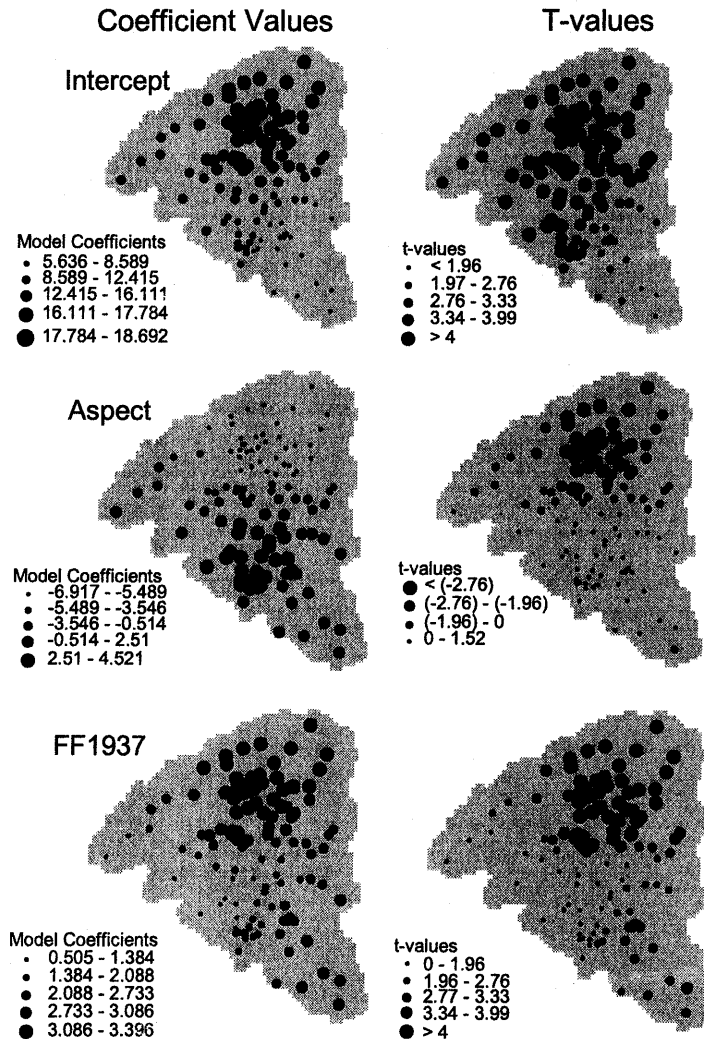 Coefficient Values
T-values
Intercept
Model Coefficients
5.636 - 8.589
8.589 - 12.415
12.415 - 16.111
16.111 - 17.784
17.784 - 18.692
t-values
< 1.96
1.97 - 2.76
2.76 - 3.33
3.34 - 3.99
> 4
Aspect
Model Coefficients
-6.917 - -5.489
-5.489 - -3.546
-3.546 - -0.514
-0.514 - 2.51
2.51 - 4.521
t-values
< (-2.76)
(-2.76) - (-1.96)
(-1.96) - 0
0 - 1.52
FF1937
Model Coefficients
0.505 - 1.384
1.384 - 2.088
2.088 - 2.733
2.733 - 3.086
3.086 - 3.396
t-values
0 - 1.96
1.96 - 2.76
2.77 - 3.33
3.34 - 3.99
> 4